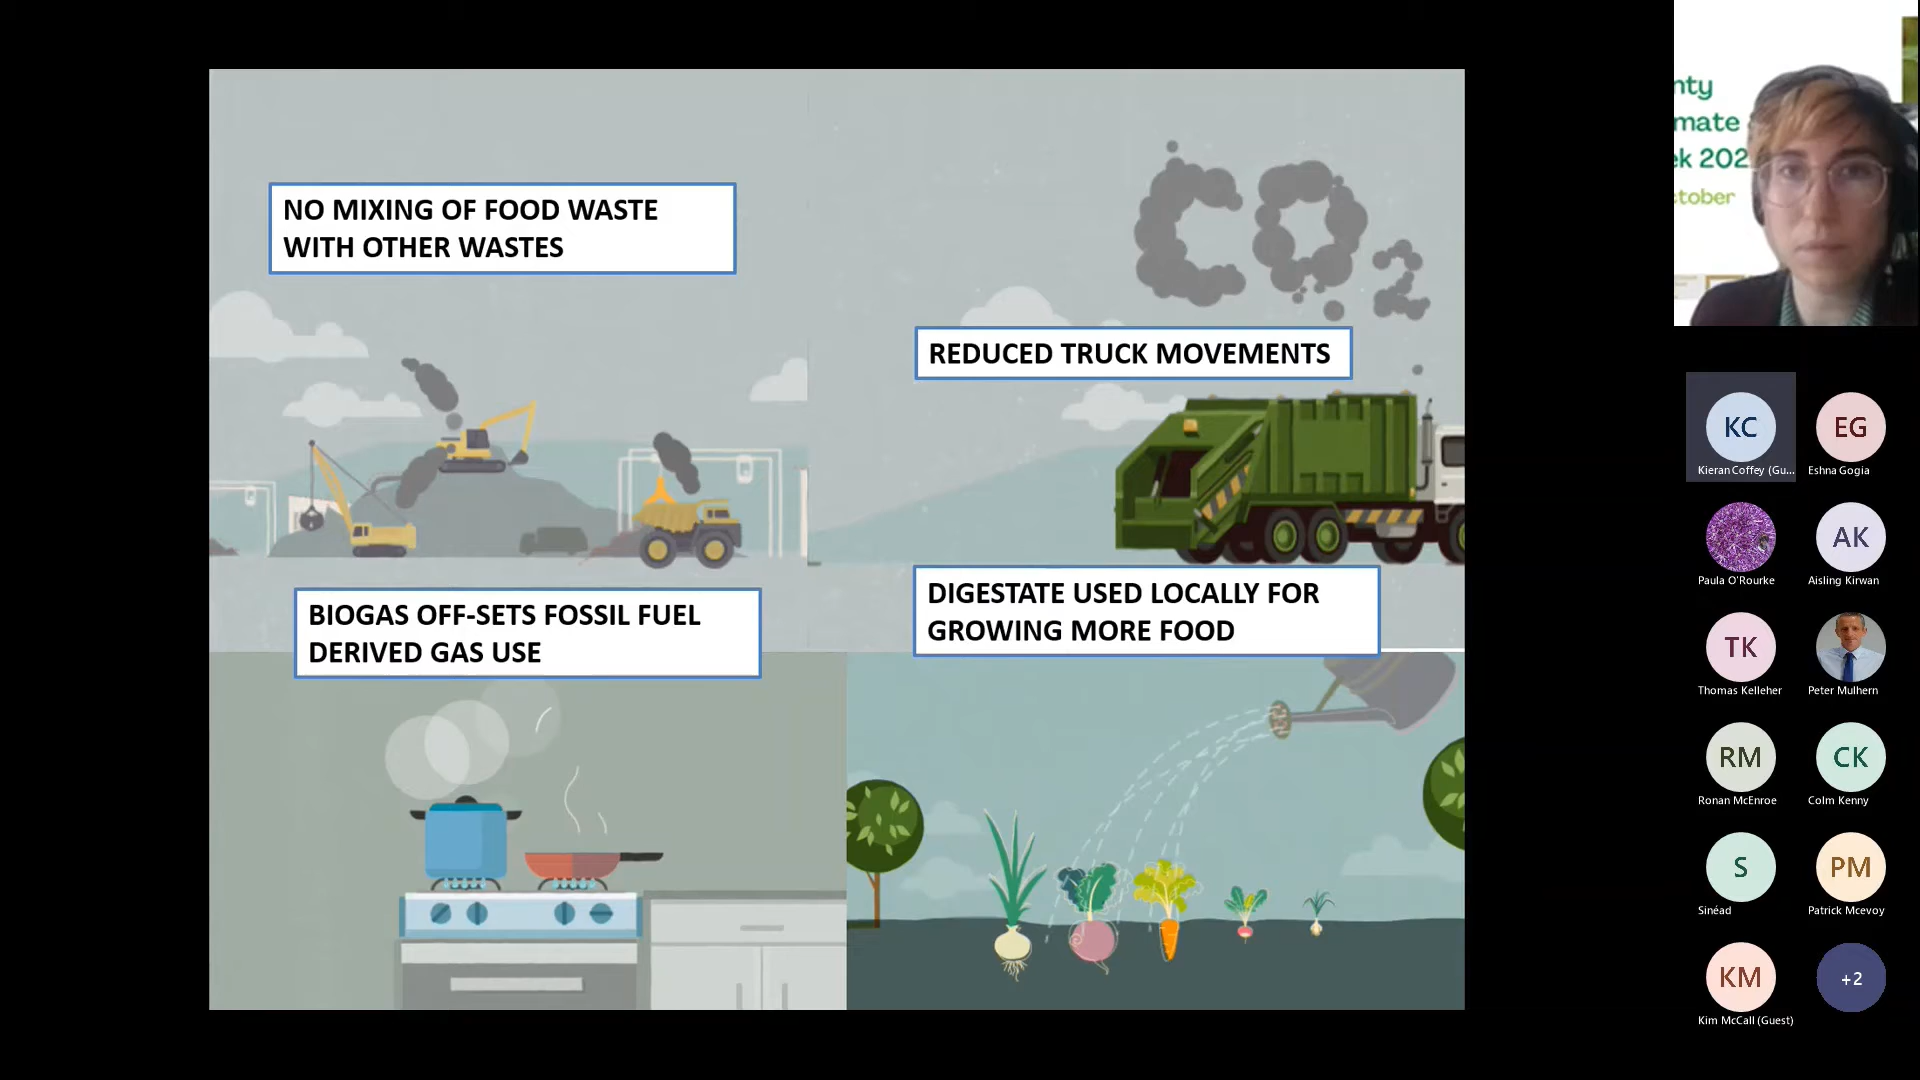 NO MIXING OF FOOD WASTE
WITH OTHER WASTES
CO2
REDUCED TRUCK MOVEMENTS
BIOGAS OFF-SETS FOSSIL FUEL
DERIVED GAS USE
DIGESTATE USED LOCALLY FOR
GROWING MORE FOOD
nty
mate
ek 202
tober
KC
Kieran Coffey (Gu...
EG
Eshna Gogia
Paula O'Rourke
AK
Aisling Kirwan
TK
Thomas Kelleher
Peter Mulhern
RM
Ronan McEnroe
CK
Colm Kenny
S
Sinéad
PM
Patrick Mcevoy
KM
Kim McCall (Guest)
+2